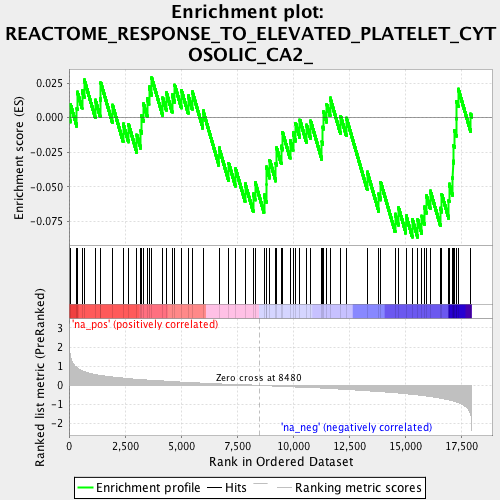 Enrichment plot:
REACTOME_RESPONSE_TO_ELEVATED_PLATELET_CYT
OSOLIC_CA2_
Enrichment score (ES)
0.025
0.000
-0.025
-0.050
-0.075
'na_pos' (positively correlated)
Ranked list metric (PreRanked)
3
2
1
0
-1
-2
Zero cross at 8480
'na_neg' (negatively correlated)
0
2,500
5,000
7,500
10,000
12,500
15,000
17,500
Rank in Ordered Dataset
Enrichment profile
Hits
Ranking metric scores